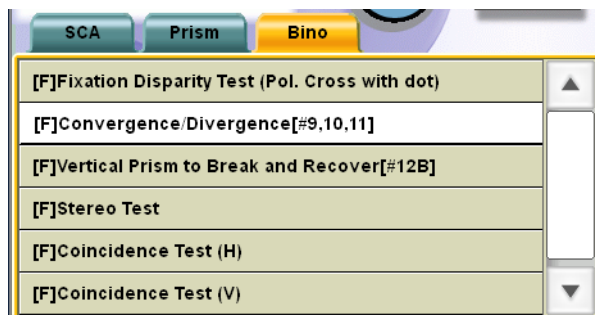 SCA Prism Bino
[F]Fixation Disparity Test (Pol. Cross with dot)
[F]Convergence/Divergence[#9,10,11]
[F]Vertical Prism to Break and Recover[#12B]
[F]Stereo Test
[F]Coincidence Test (H)
[F]Coincidence Test (V)